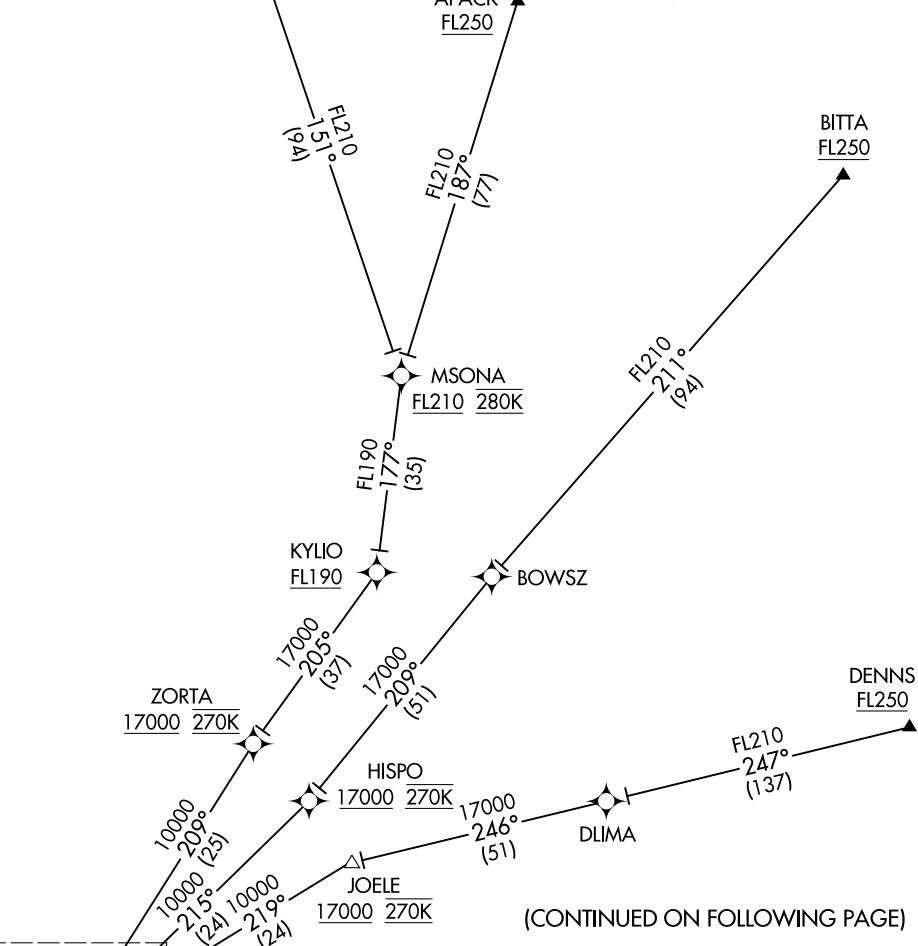 FL250
FL210
151°
(94)
FL210
187°
(77)
BITTA
FL250
FL210
211°
(94)
MSONA
FL210 280K
FL190
177°
(35)
KYLIO
FL190
BOWSZ
17000
205°
(37)
17000
209°
(51)
ZORTA
17000 270K
DENNS
FL250
FL210
247°
(137)
HISPO
17000 270K
17000
246°
(51)
DLIMA
10000
209°
(25)
JOELE
17000 270K
10000
215°
(24)
10000
219°
(24)
(CONTINUED ON FOLLOWING PAGE)